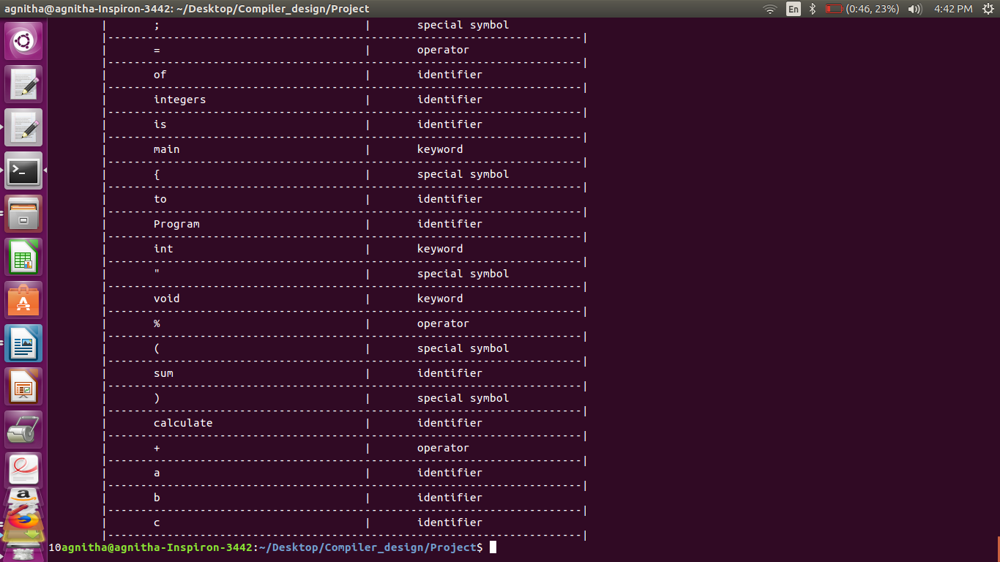 agnitha@agnitha-Inspiron-3442: ~/Desktop/Compiler_design/Project En (0:46, 23%) 4:42 PM
| ; | special symbol
|------------------------------------------------------------------------|
| = | operator
|------------------------------------------------------------------------|
| of | identifier
|------------------------------------------------------------------------|
| integers | identifier
|------------------------------------------------------------------------|
| is | identifier
|------------------------------------------------------------------------|
| main | keyword
|------------------------------------------------------------------------|
| { | special symbol
|------------------------------------------------------------------------|
| to | identifier
|------------------------------------------------------------------------|
| Program | identifier
|------------------------------------------------------------------------|
| int | keyword
|------------------------------------------------------------------------|
| " | special symbol
|------------------------------------------------------------------------|
| void | keyword
|------------------------------------------------------------------------|
| % | operator
|------------------------------------------------------------------------|
| ( | special symbol
|------------------------------------------------------------------------|
| sum | identifier
|------------------------------------------------------------------------|
| ) | special symbol
|------------------------------------------------------------------------|
| calculate | identifier
|------------------------------------------------------------------------|
| + | operator
|------------------------------------------------------------------------|
| a | identifier
|------------------------------------------------------------------------|
| b | identifier
|------------------------------------------------------------------------|
| c | identifier
|------------------------------------------------------------------------|
10agnitha@agnitha-Inspiron-3442:~/Desktop/Compiler_design/Project$